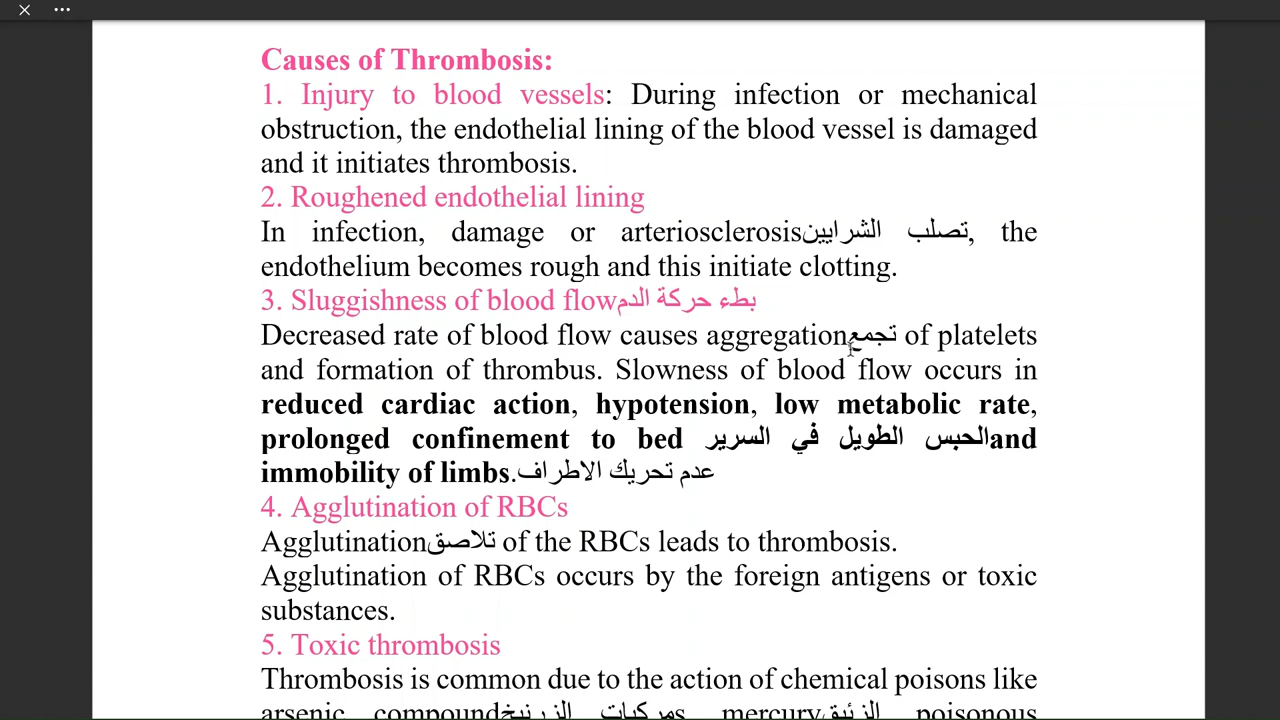 Causes of Thrombosis:
1. Injury to blood vessels: During infection or mechanical
obstruction, the endothelial lining of the blood vessel is damaged
and it initiates thrombosis.
2. Roughened endothelial lining
In infection, damage or arteriosclerosisتصلب الشرايين, the
endothelium becomes rough and this initiate clotting.
3. Sluggishness of blood flowبطء حركة الدم
Decreased rate of blood flow causes aggregationتجمع of platelets
and formation of thrombus. Slowness of blood flow occurs in
reduced cardiac action, hypotension, low metabolic rate,
prolonged confinement to bed الحبس الطويل في السريرand
immobility of limbs.عدم تحريك الاطراف
4. Agglutination of RBCs
Agglutinationتلاصق of the RBCs leads to thrombosis.
Agglutination of RBCs occurs by the foreign antigens or toxic
substances.
5. Toxic thrombosis
Thrombosis is common due to the action of chemical poisons like
arsenic compoundمركبات الزرنيخs, mercuryالزئبق poisonous